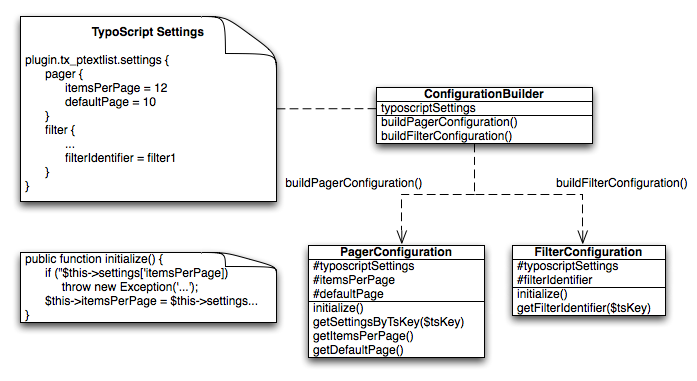 TypoScript Settings
plugin.tx_ptextlist.settings {
pager {
itemsPerPage = 12
defaultPage = 10
}
filter {
...
filterIdentifier = filter1
}
}
ConfigurationBuilder
typoscriptSettings
buildPagerConfiguration()
buildFilterConfiguration()
buildPagerConfiguration()
buildFilterConfiguration()
public function initialize() {
if ("$this->settings['itemsPerPage])
throw new Exception('...');
$this->itemsPerPage = $this->settings...
}
PagerConfiguration
#typoscriptSettings
#itemsPerPage
#defaultPage
initialize()
getSettingsByTsKey($tsKey)
getItemsPerPage()
getDefaultPage()
FilterConfiguration
#typoscriptSettings
#filterIdentifier
initialize()
getFilterIdentifier($tsKey)